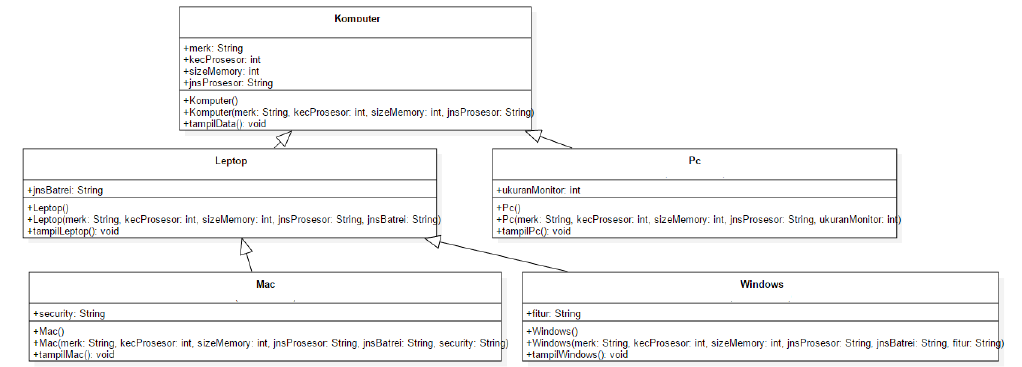 Komputer
+merk: String
+kecProsesor: int
+sizeMemory: int
+jnsProsesor: String
+Komputer()
+Komputer(merk: String, kecProsesor: int, sizeMemory: int, jnsProsesor: String)
+tampilData(): void
Leptop
+jnsBatrei: String
+Leptop()
+Leptop(merk: String, kecProsesor: int, sizeMemory: int, jnsProsesor: String, jnsBatrei: String)
+tampilLeptop(): void
Pc
+ukuranMonitor: int
+Pc()
+Pc(merk: String, kecProsesor: int, sizeMemory: int, jnsProsesor: String, ukuranMonitor: int)
+tampilPc(): void
Mac
+security: String
+Mac()
+Mac(merk: String, kecProsesor: int, sizeMemory: int, jnsProsesor: String, jnsBatrei: String, security: String)
+tampilMac(): void
Windows
+fitur: String
+Windows()
+Windows(merk: String, kecProsesor: int, sizeMemory: int, jnsProsesor: String, jnsBatrei: String, fitur: String)
+tampilWindows(): void